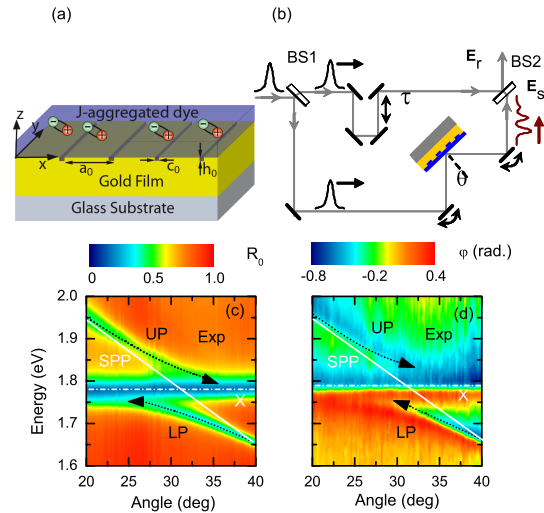 (a)
J-aggregated dye
z
y
x
a₀
c₀
h₀
Gold Film
Glass Substrate
(b)
BS1
BS2
E_r
E_s
τ
θ
R₀
0
0.5
1.0
φ (rad.)
-0.8
-0.2
0.4
(c)
UP
Exp
SPP
X
LP
2.0
1.9
1.8
1.7
1.6
Energy (eV)
20
25
30
35
40
Angle (deg)
(d)
UP
Exp
SPP
X
LP
20
25
30
35
40
Angle (deg)